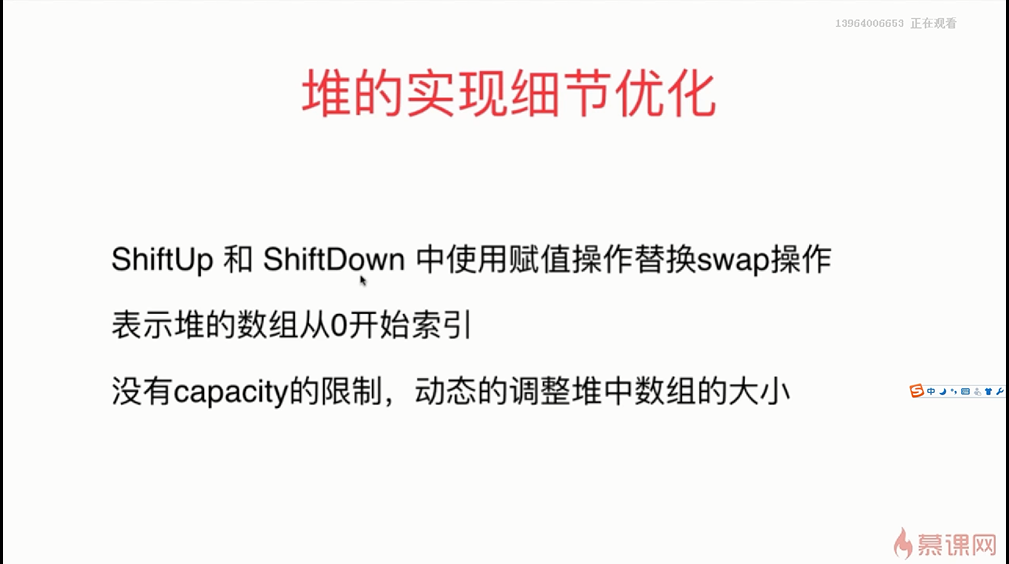 13964006653 正在观看
堆的实现细节优化
ShiftUp 和 ShiftDown 中使用赋值操作替换swap操作
表示堆的数组从0开始索引
没有capacity的限制，动态的调整堆中数组的大小
中
慕课网